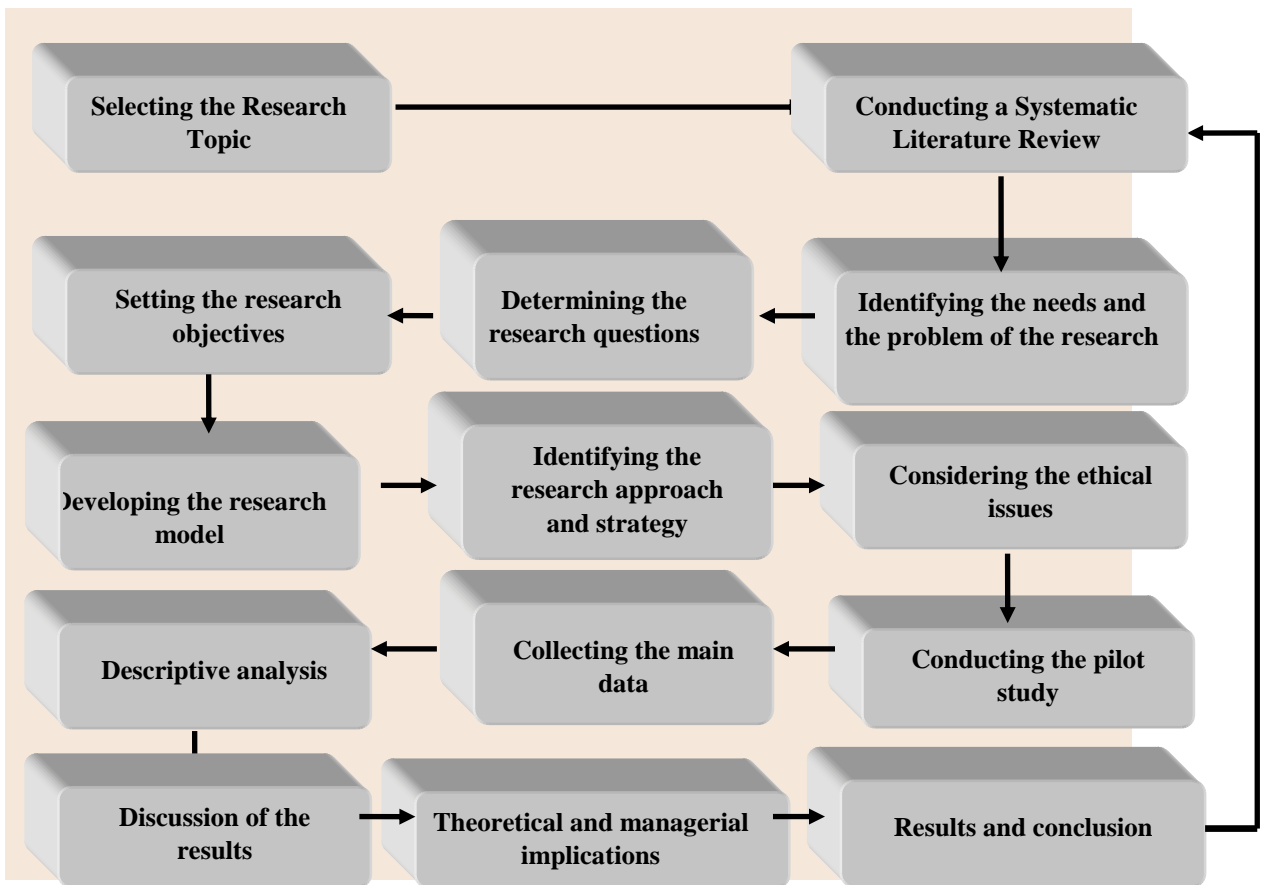 Selecting the Research
Topic
Conducting a Systematic
Literature Review
Identifying the needs and
the problem of the research
Determining the
research questions
Setting the research
objectives
Developing the research
model
Identifying the
research approach
and strategy
Considering the ethical
issues
Conducting the pilot
study
Collecting the main
data
Descriptive analysis
Discussion of the
results
Theoretical and managerial
implications
Results and conclusion